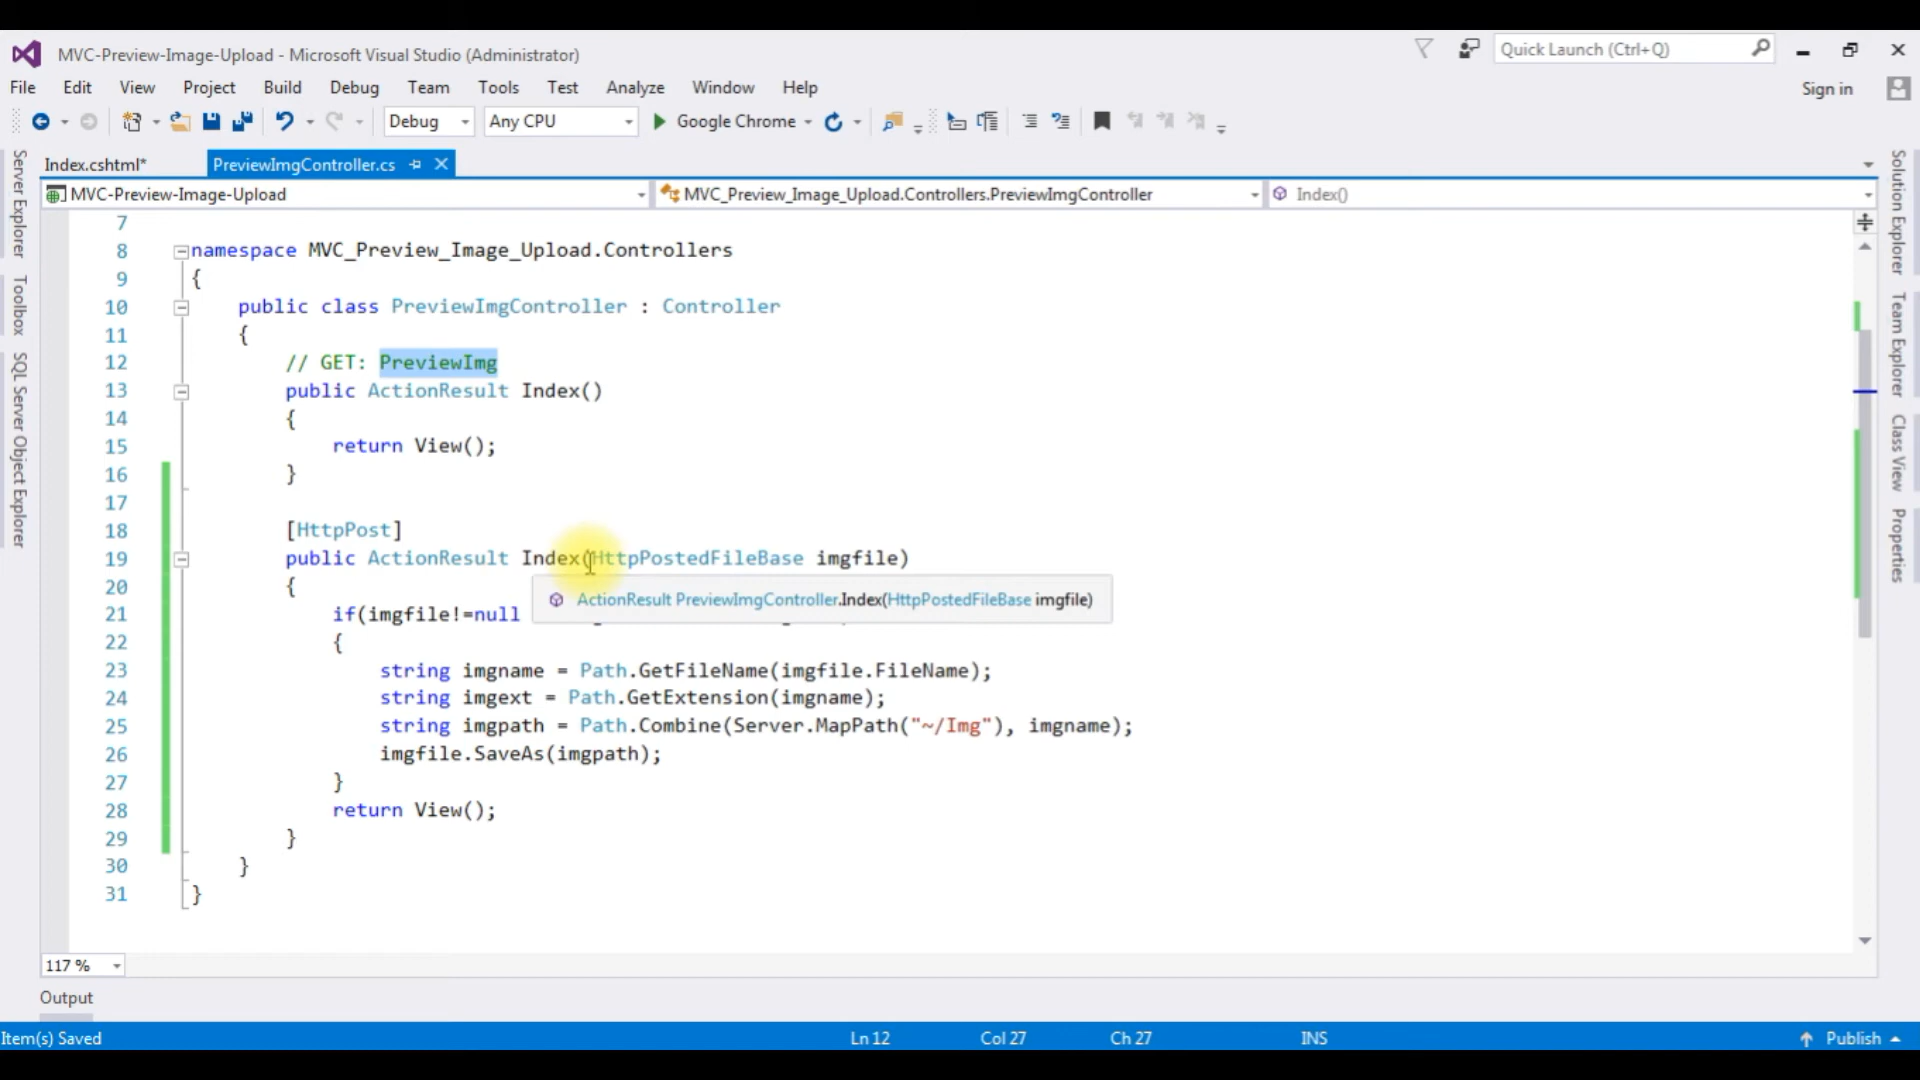 MVC-Preview-Image-Upload - Microsoft Visual Studio (Administrator)
Quick Launch (Ctrl+Q)
File Edit View Project Build Debug Team Tools Test Analyze Window Help
Sign in
Debug Any CPU Google Chrome
Index.cshtml* PreviewImgController.cs
MVC-Preview-Image-Upload MVC_Preview_Image_Upload.Controllers.PreviewImgController Index()
Server Explorer
Toolbox
SQL Server Object Explorer
7
8 namespace MVC_Preview_Image_Upload.Controllers
9 {
10 public class PreviewImgController : Controller
11 {
12 // GET: PreviewImg
13 public ActionResult Index()
14 {
15 return View();
16 }
17
18 [HttpPost]
19 public ActionResult Index(HttpPostedFileBase imgfile)
20 {
ActionResult PreviewImgController.Index(HttpPostedFileBase imgfile)
21 if(imgfile!=null
22 {
23 string imgname = Path.GetFileName(imgfile.FileName);
24 string imgext = Path.GetExtension(imgname);
25 string imgpath = Path.Combine(Server.MapPath("~/Img"), imgname);
26 imgfile.SaveAs(imgpath);
27 }
28 return View();
29 }
30 }
31 }
Solution Explorer
Team Explorer
Class View
Properties
117 %
Output
Item(s) Saved Ln 12 Col 27 Ch 27 INS Publish